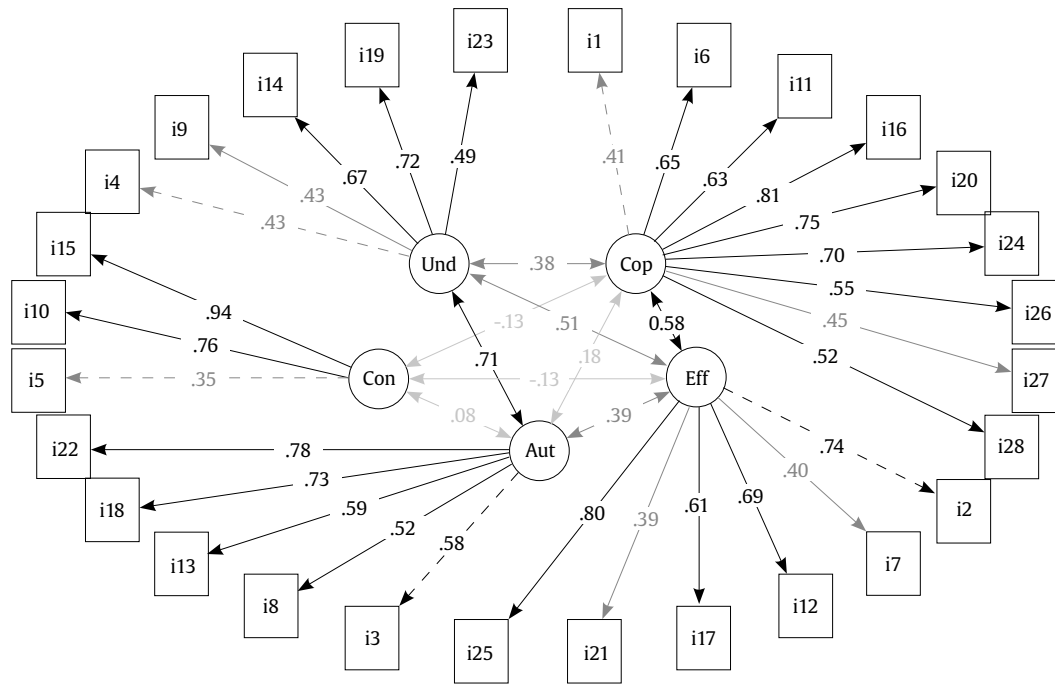 i23
i1
i19
i6
i14
i11
i9
i16
i4
i20
i15
i24
i10
i26
i5
i27
i22
i28
i18
i2
i13
i7
i8
i12
i3
i17
i25
i21
Und
Cop
Con
Eff
Aut
.49
.72
.67
.43
.43
.41
.65
.63
.81
.75
.70
.55
.45
.52
.38
-.13
.51
0.58
.18
.71
-.13
.08
.39
.94
.76
.35
.78
.73
.59
.52
.58
.80
.39
.61
.69
.40
.74